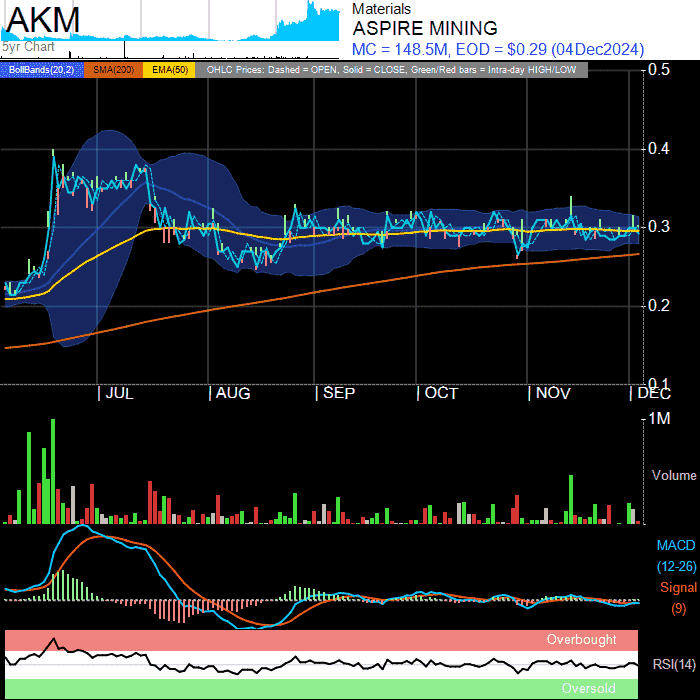 AKM
5yr Chart
Materials
ASPIRE MINING
MC = 148.5M, EOD = $0.29 (04Dec2024)
BollBands(20,2) SMA(200) EMA(50) OHLC Prices: Dashed = OPEN, Solid = CLOSE, Green/Red bars = Intra-day HIGH/LOW
0.5
0.4
0.3
0.2
0.1
JUL AUG SEP OCT NOV DEC
1M
Volume
MACD
(12-26)
Signal
(9)
Overbought
RSI(14)
Oversold